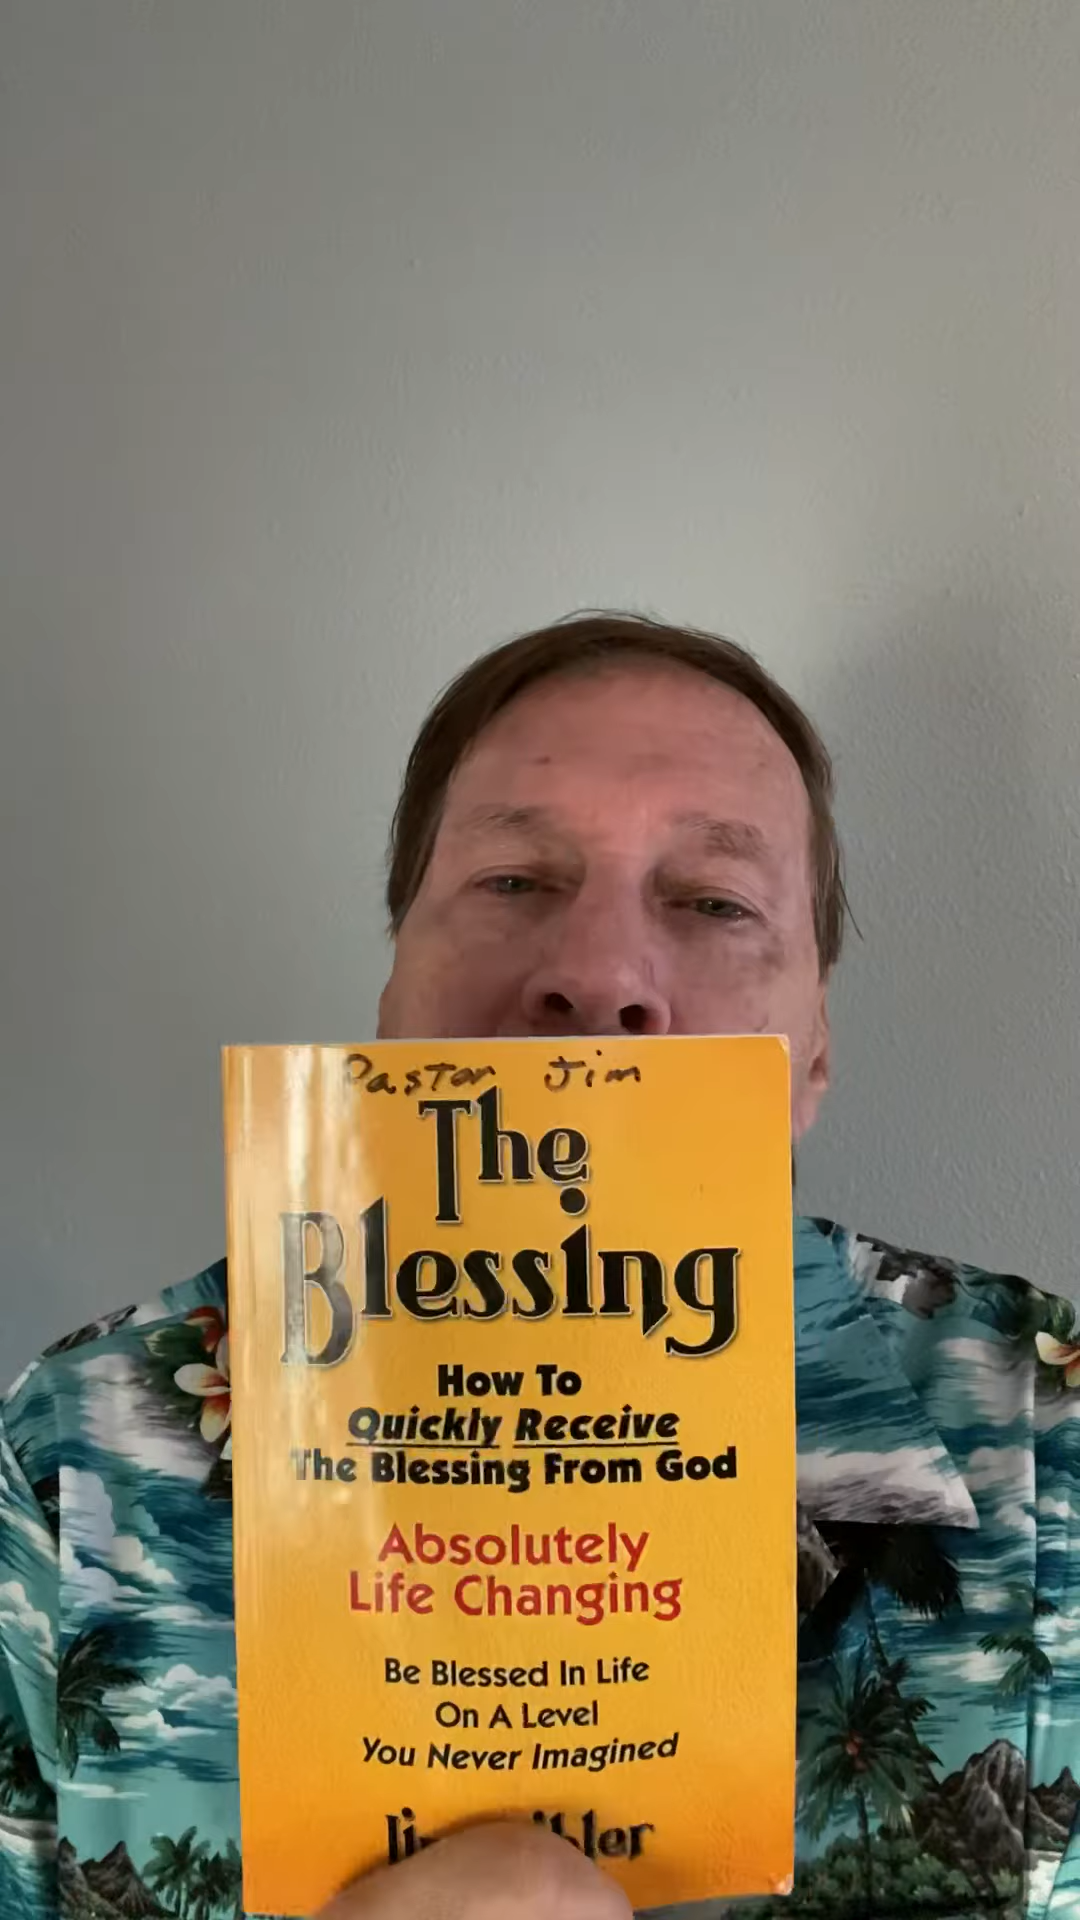 Pastor Jim
The
Blessing
How To
Quickly Receive
The Blessing From God
Absolutely
Life Changing
Be Blessed In Life
On A Level
You Never Imagined